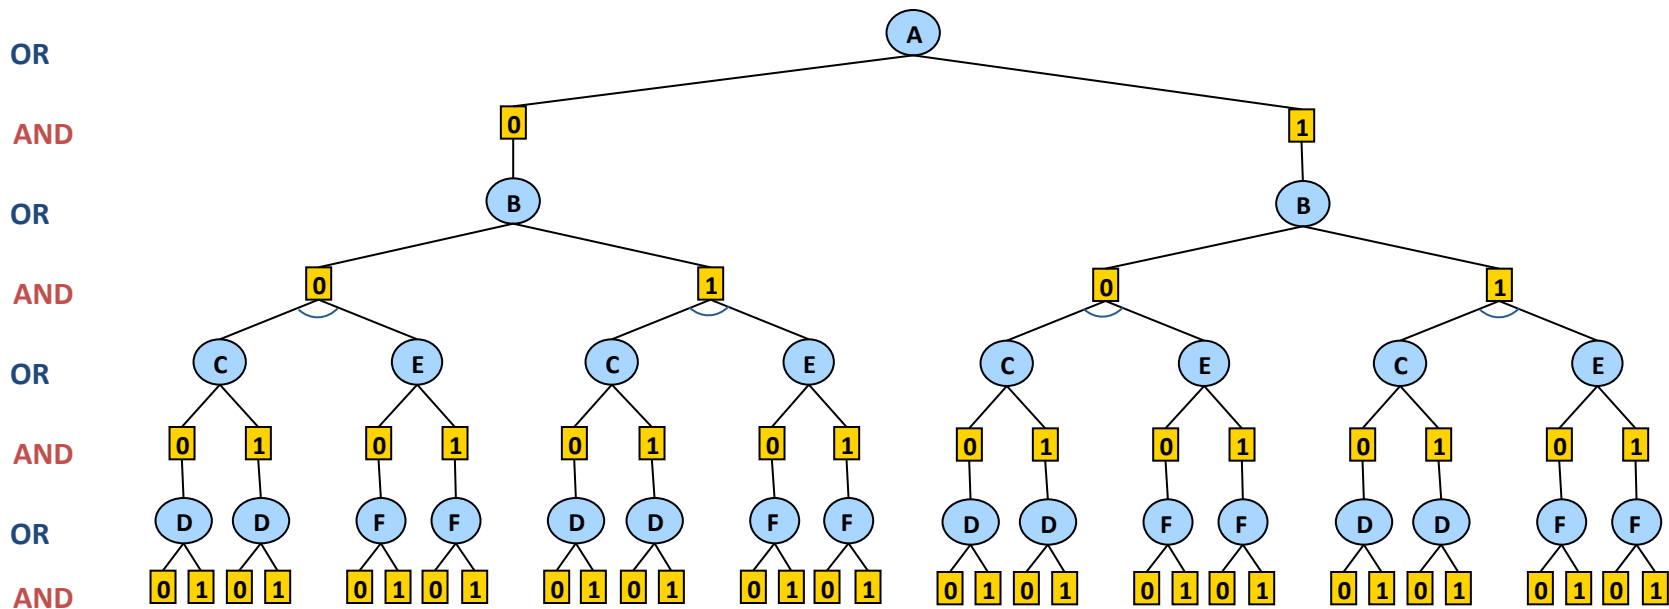 A
OR
0 1
AND
B B
OR
0 1 0 1
AND
C E C E C E C E
OR
0 1 0 1 0 1 0 1 0 1 0 1 0 1 0 1
AND
D D F F D D F F D D F F D D F F
OR
0 1 0 1 0 1 0 1 0 1 0 1 0 1 0 1 0 1 0 1 0 1 0 1 0 1 0 1 0 1 0 1
AND